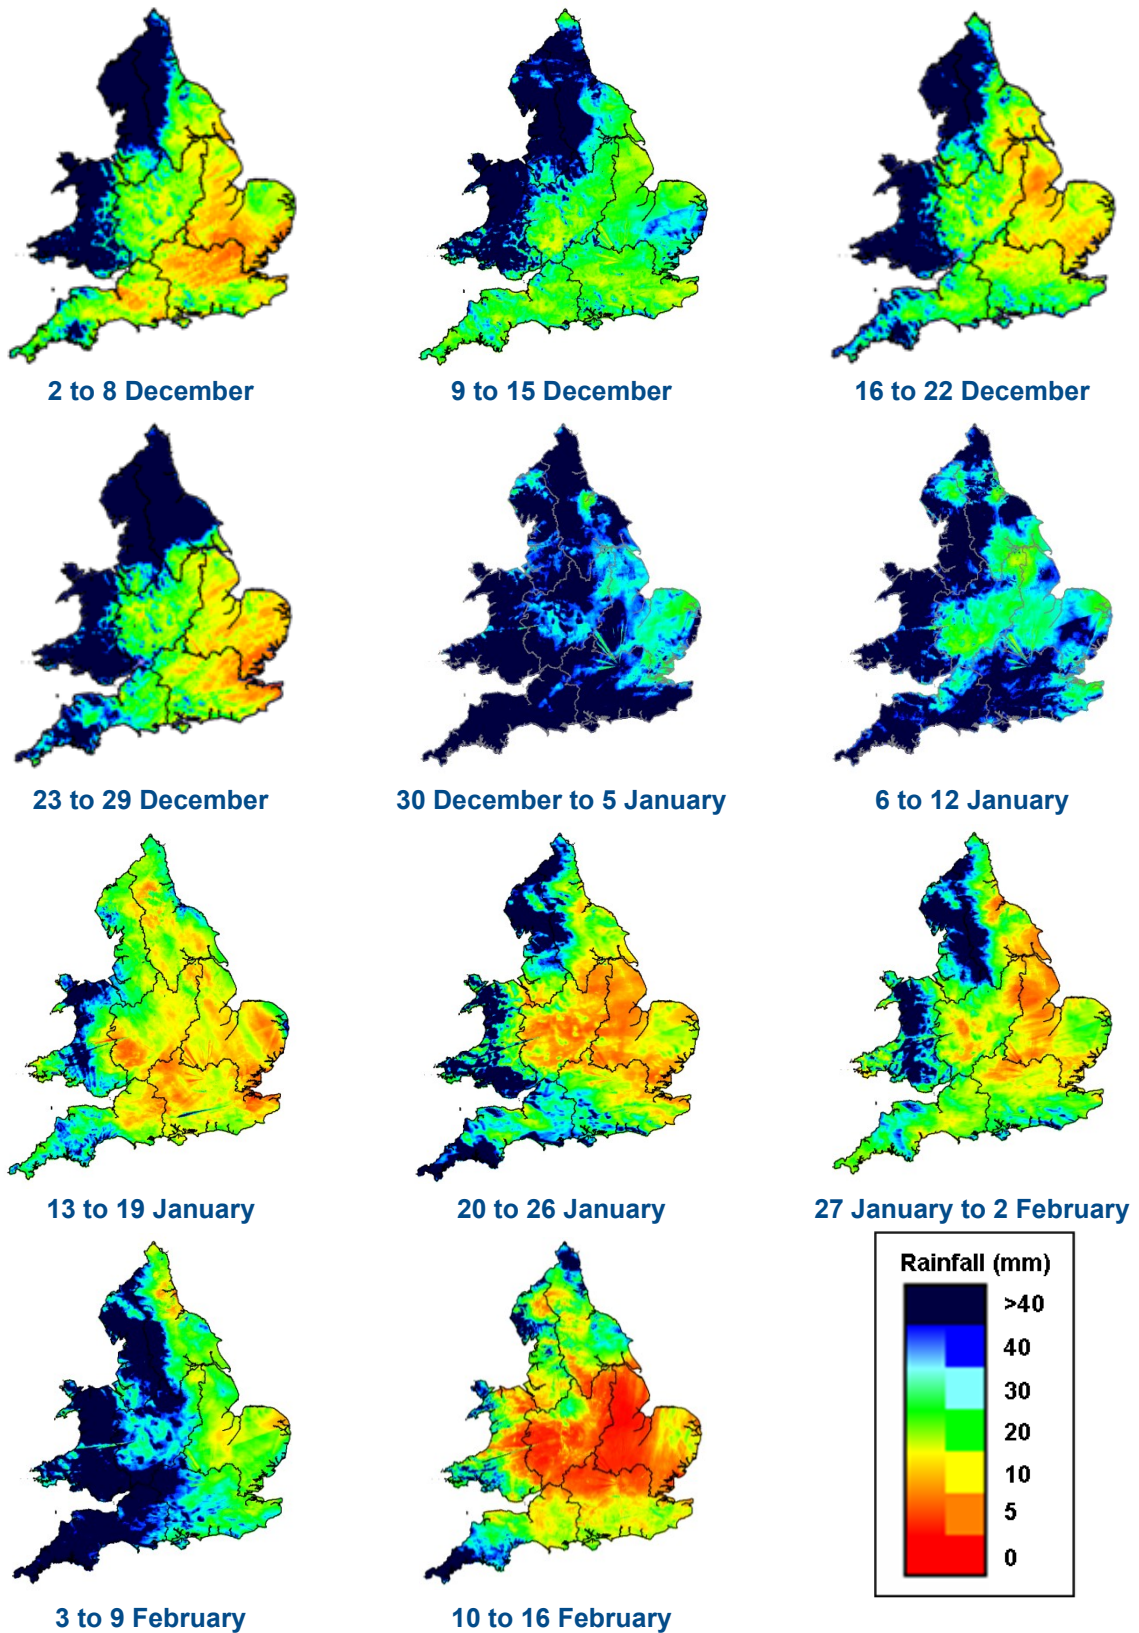 2 to 8 December
9 to 15 December
16 to 22 December
23 to 29 December
30 December to 5 January
6 to 12 January
13 to 19 January
20 to 26 January
27 January to 2 February
3 to 9 February
10 to 16 February
Rainfall (mm)
>40
40
30
20
10
5
0